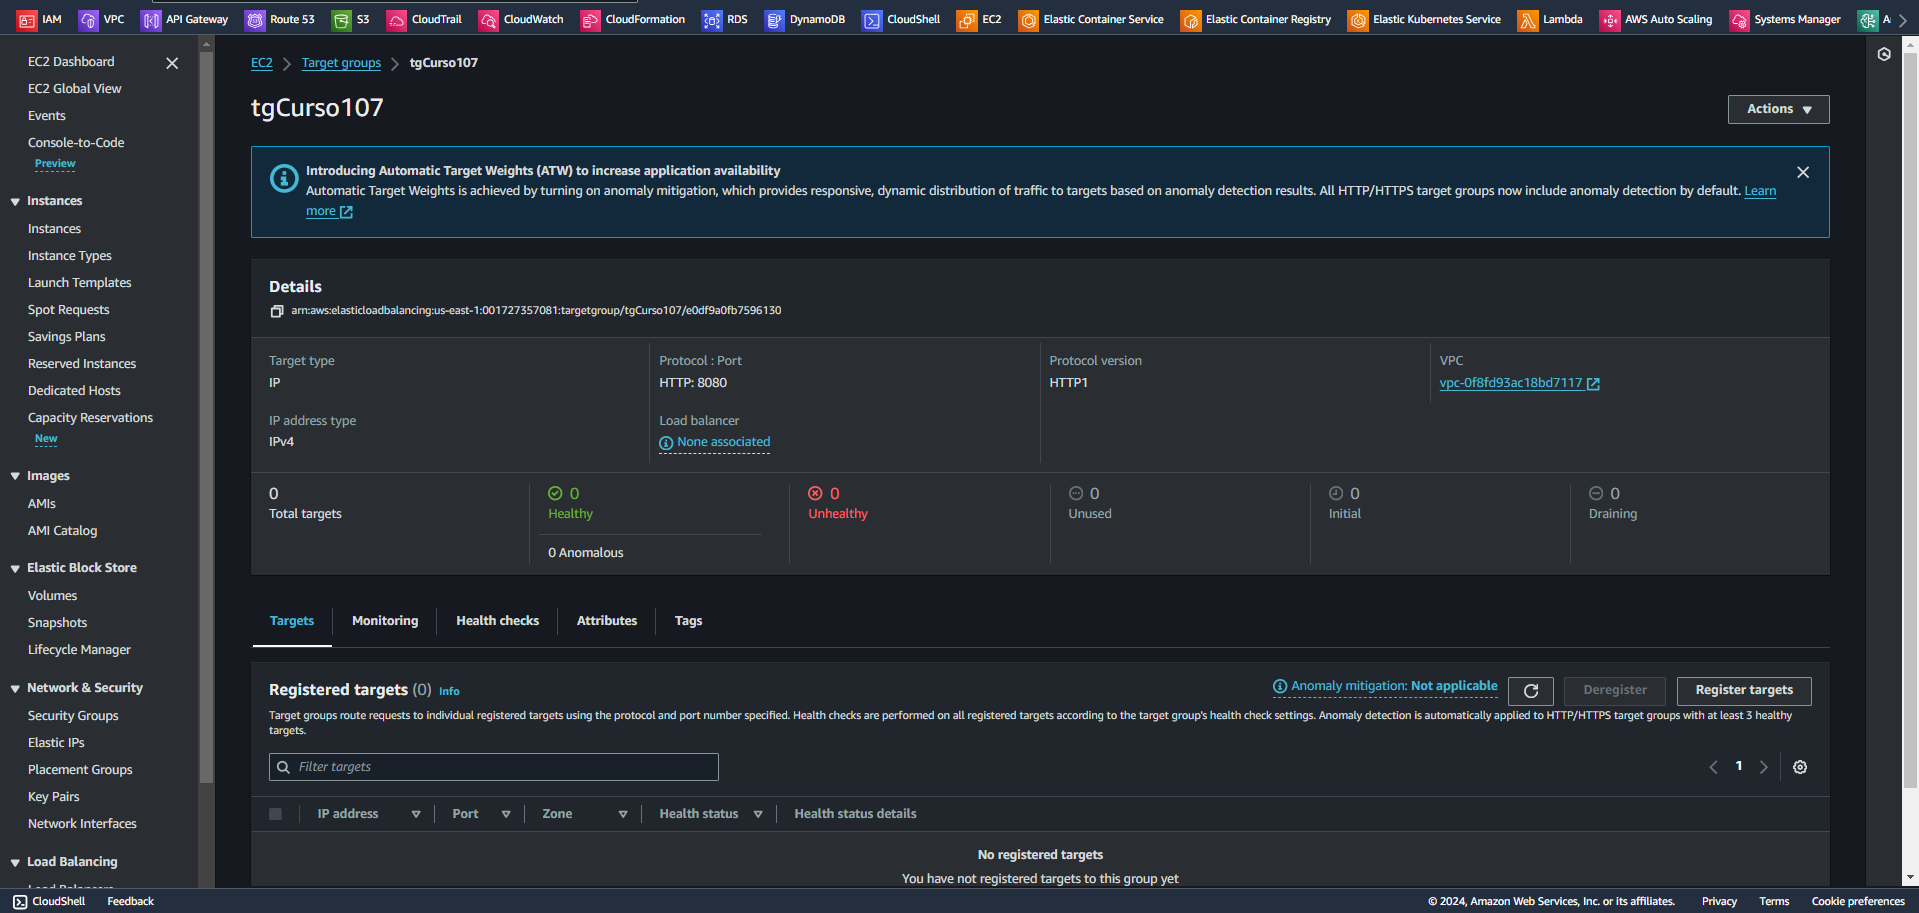 IAM VPC API Gateway Route 53 S3 CloudTrail CloudWatch CloudFormation RDS DynamoDB CloudShell EC2 Elastic Container Service Elastic Container Registry Elastic Kubernetes Service Lambda AWS Auto Scaling Systems Manager
EC2 Dashboard
EC2 Global View
Events
Console-to-Code
Preview
Instances
Instances
Instance Types
Launch Templates
Spot Requests
Savings Plans
Reserved Instances
Dedicated Hosts
Capacity Reservations
New
Images
AMIs
AMI Catalog
Elastic Block Store
Volumes
Snapshots
Lifecycle Manager
Network & Security
Security Groups
Elastic IPs
Placement Groups
Key Pairs
Network Interfaces
Load Balancing
Load Balancers
EC2 Target groups tgCurso107
tgCurso107
Actions
Introducing Automatic Target Weights (ATW) to increase application availability
Automatic Target Weights is achieved by turning on anomaly mitigation, which provides responsive, dynamic distribution of traffic to targets based on anomaly detection results. All HTTP/HTTPS target groups now include anomaly detection by default. Learn
more
Details
arn:aws:elasticloadbalancing:us-east-1:001727357081:targetgroup/tgCurso107/e0df9a0fb7596130
Target type
IP
Protocol : Port
HTTP: 8080
Protocol version
HTTP1
VPC
vpc-0f8fd93ac18bd7117
IP address type
IPv4
Load balancer
None associated
0
Total targets
0
Healthy
0 Anomalous
0
Unhealthy
0
Unused
0
Initial
0
Draining
Targets Monitoring Health checks Attributes Tags
Registered targets (0) Info
Anomaly mitigation: Not applicable
Deregister
Register targets
Target groups route requests to individual registered targets using the protocol and port number specified. Health checks are performed on all registered targets according to the target group's health check settings. Anomaly detection is automatically applied to HTTP/HTTPS target groups with at least 3 healthy
targets.
Filter targets
1
IP address Port Zone Health status Health status details
No registered targets
You have not registered targets to this group yet
CloudShell Feedback
© 2024, Amazon Web Services, Inc. or its affiliates. Privacy Terms Cookie preferences